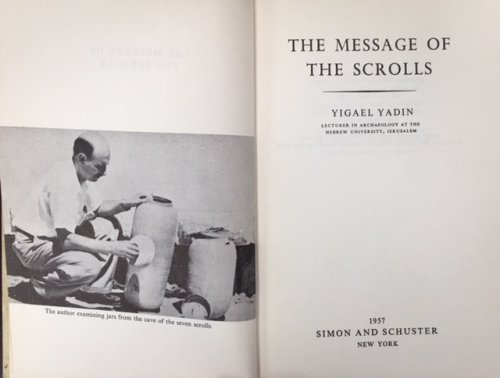 The author examining jars from the cave of the seven scrolls
THE MESSAGE OF
THE SCROLLS
YIGAEL YADIN
LECTURER IN ARCHAEOLOGY AT THE
HEBREW UNIVERSITY, JERUSALEM
1957
SIMON AND SCHUSTER
NEW YORK